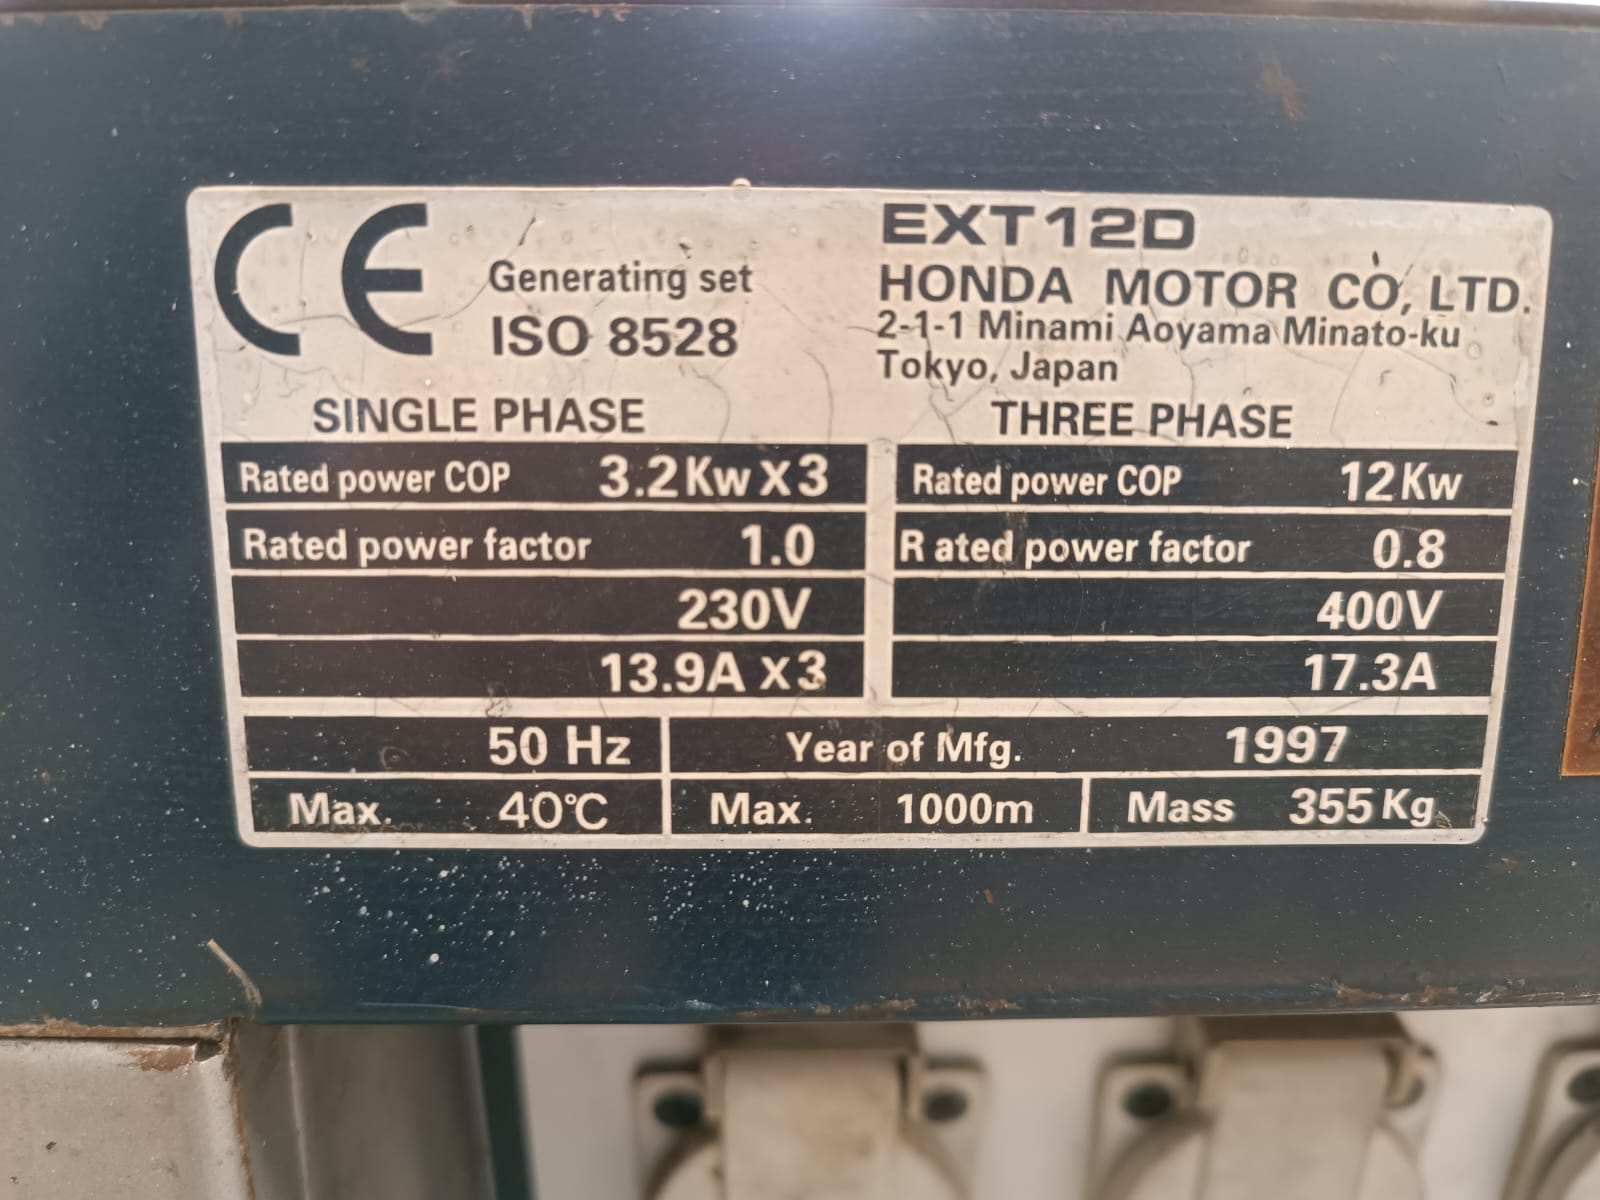 CE
Generating set
ISO 8528
EXT12D
HONDA MOTOR CO, LTD.
2-1-1 Minami Aoyama Minato-ku
Tokyo, Japan
SINGLE PHASE
Rated power COP 3.2Kw X 3
Rated power factor 1.0
230V
13.9A X 3
THREE PHASE
Rated power COP 12Kw
R ated power factor 0.8
400V
17.3A
50 Hz
Year of Mfg. 1997
Max. 40℃
Max. 1000m
Mass 355Kg